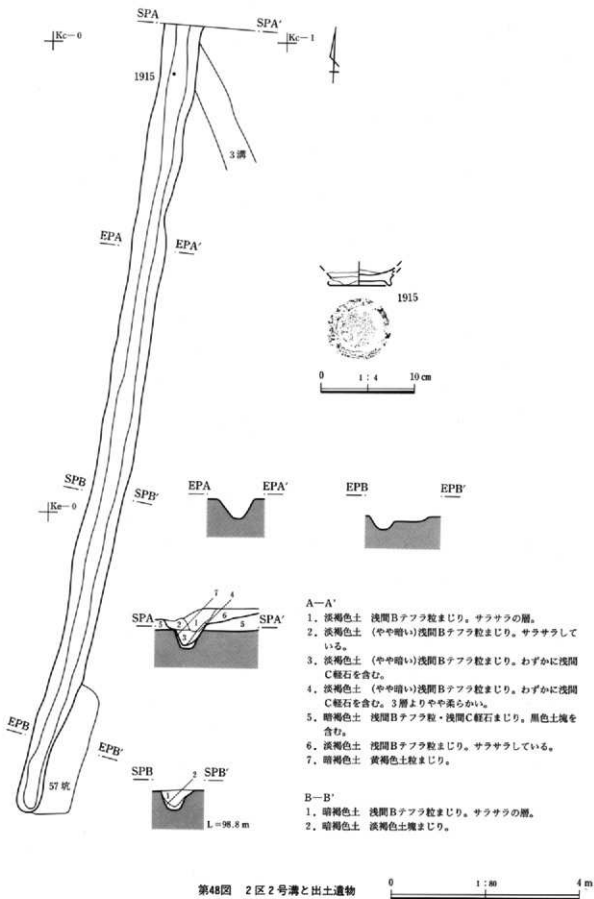 SPA
SPA′
Kc－0
Kc－1
1915
3溝
EPA
EPA′
1915
0 1：4 10cm
SPB
SPB′
Ke－0
EPA EPA′
EPB EPB′
7 4
SPA SPA′
5 2 1 6 5
3
EPB
EPB′
57坑
SPB SPB′
2
1
L＝98.8m
A—A′
1．淡褐色土 浅間Bテフラ粒まじり。サラサラの層。
2．淡褐色土 （やや暗い）浅間Bテフラ粒まじり。サラサラして
いる。
3．淡褐色土 （やや暗い）浅間Bテフラ粒まじり。わずかに浅間
C軽石を含む。
4．淡褐色土 （やや暗い）浅間Bテフラ粒まじり。わずかに浅間
C軽石を含む。3層よりやや柔らかい。
5．暗褐色土 浅間Bテフラ粒・浅間C軽石まじり。黒色土塊を
含む。
6．淡褐色土 浅間Bテフラ粒まじり。サラサラしている。
7．暗褐色土 黄褐色土粒まじり。
B—B′
1．暗褐色土 浅間Bテフラ粒まじり。サラサラの層。
2．暗褐色土 淡褐色土塊まじり。
第48図 2区2号溝と出土遺物
0 1：80 4m